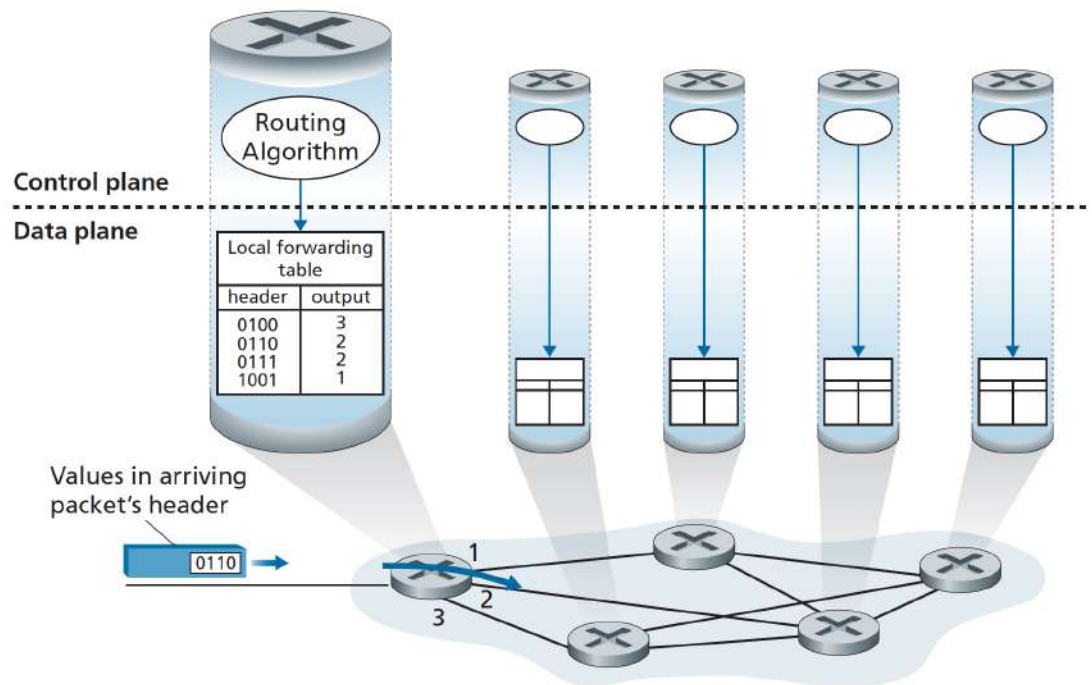 Routing
Algorithm
Control plane
Data plane
Local forwarding
table
header output
0100 3
0110 2
0111 2
1001 1
Values in arriving
packet’s header
0110
1
2
3